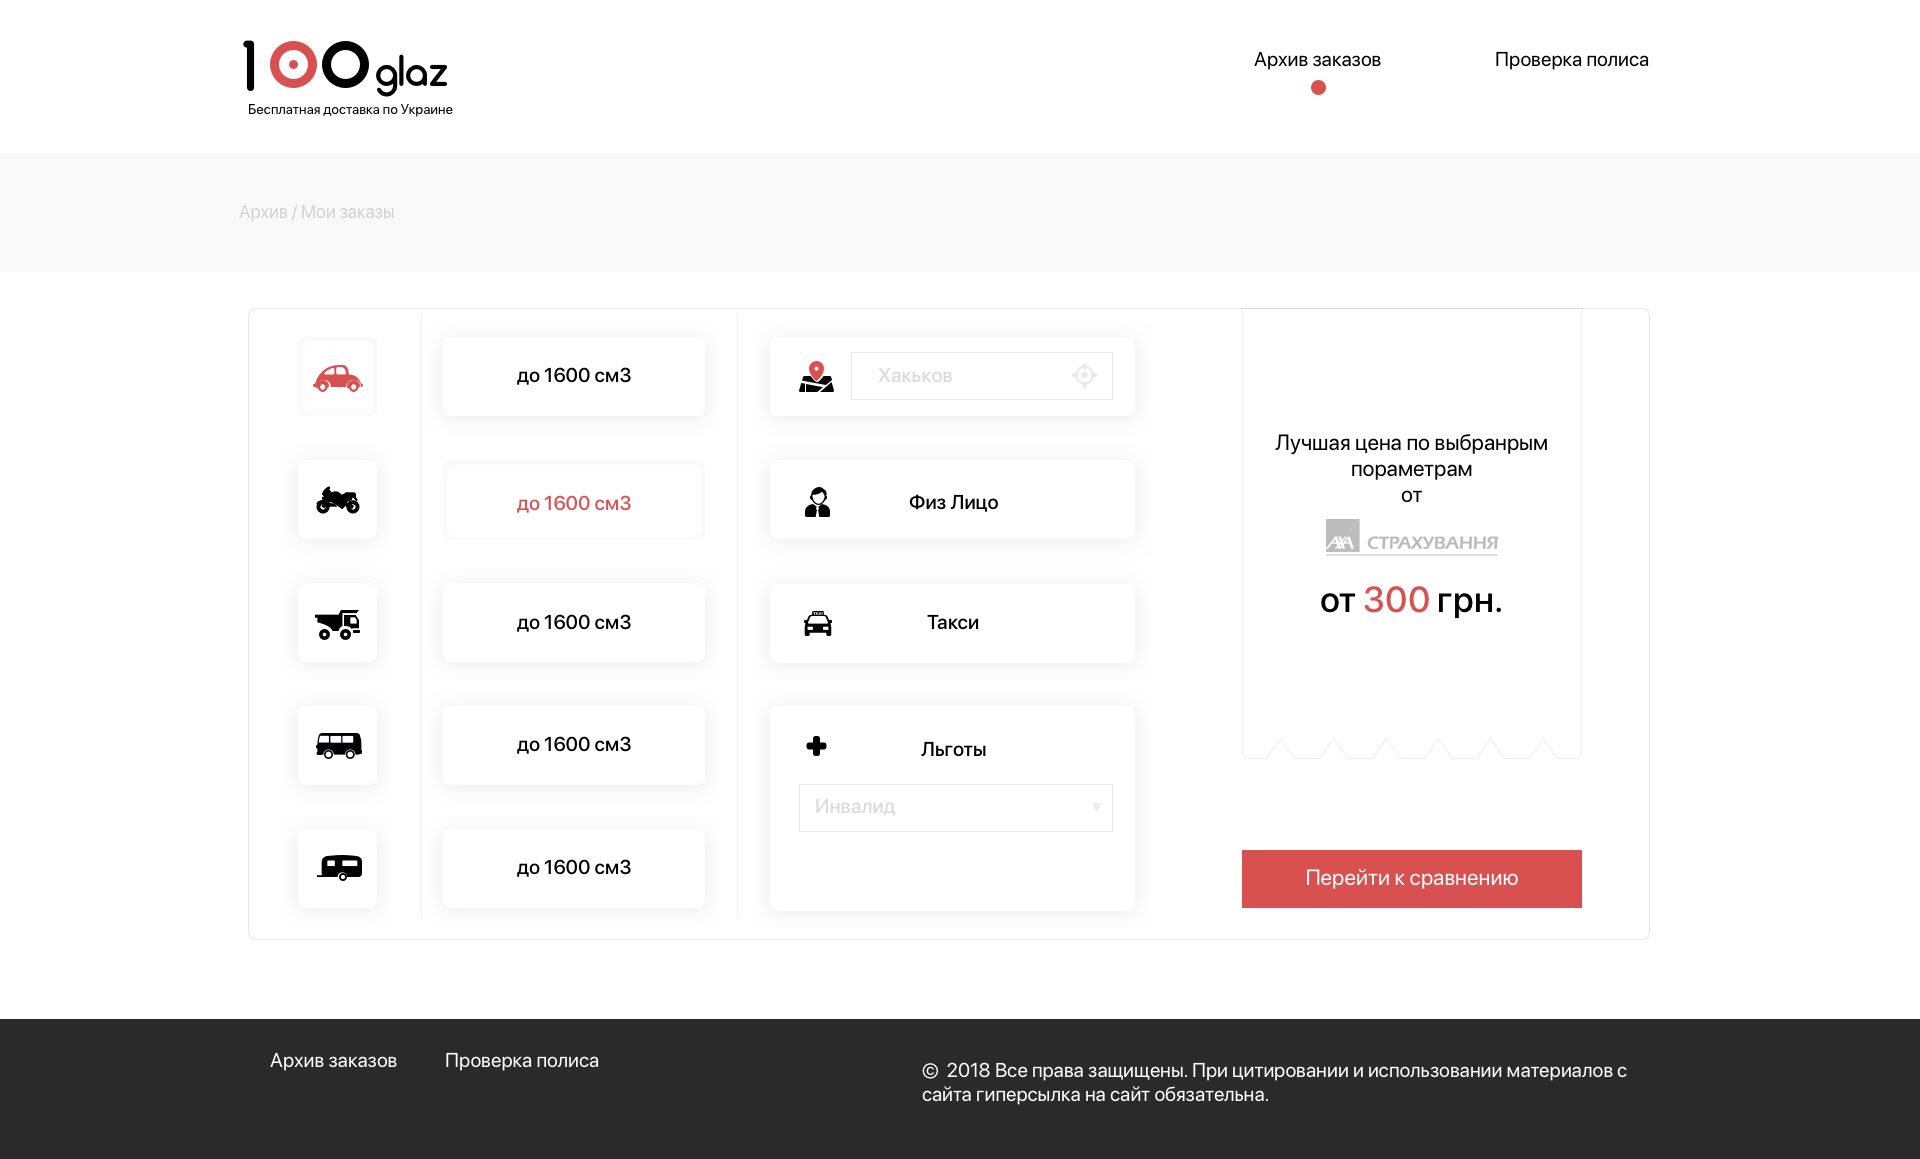 100 glaz
Бесплатная доставка по Украине
Архив заказов
Проверка полиса
Архив / Мои заказы
до 1600 см3
до 1600 см3
до 1600 см3
до 1600 см3
до 1600 см3
Хакьков
Физ Лицо
Такси
Льготы
Инвалид
Лучшая цена по выбранрым
пораметрам
от
AXA СТРАХУВАННЯ
от 300 грн.
Перейти к сравнению
Архив заказов
Проверка полиса
© 2018 Все права защищены. При цитировании и использовании материалов с
сайта гиперсылка на сайт обязательна.